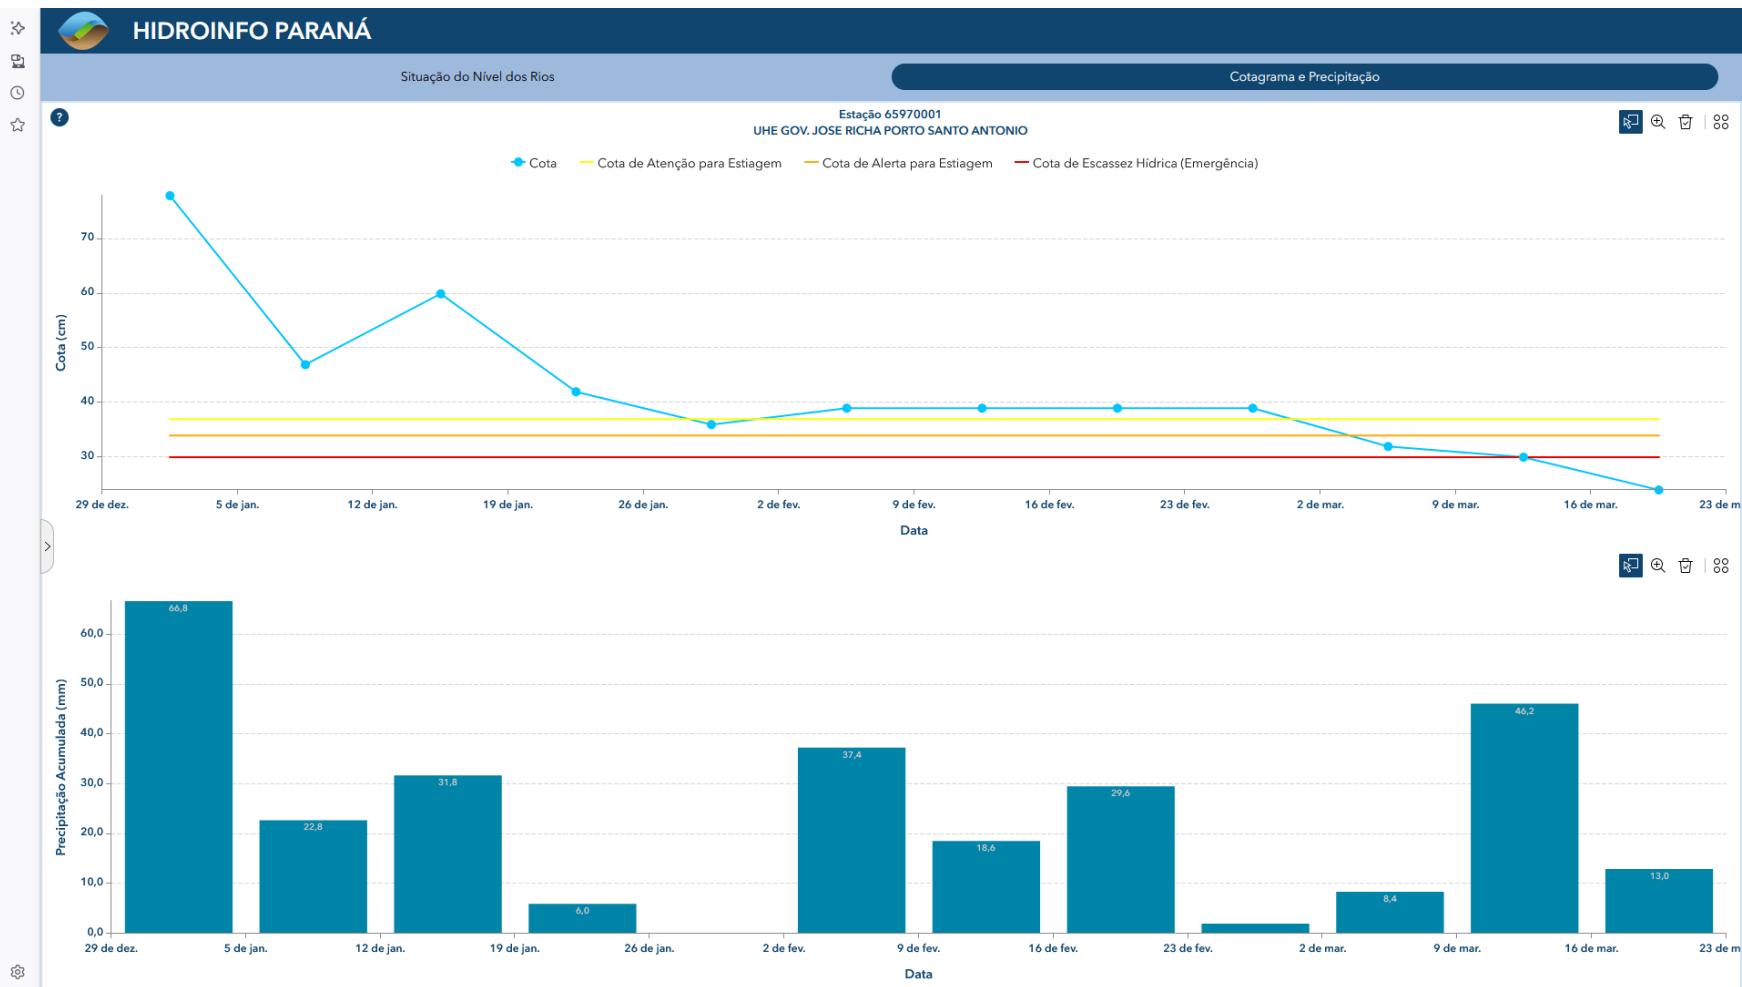 HIDROINFO PARANÁ
Situação do Nível dos Rios
Cotagrama e Precipitação
?
Estação 65970001
UHE GOV. JOSE RICHA PORTO SANTO ANTONIO
Cota
Cota de Atenção para Estiagem
Cota de Alerta para Estiagem
Cota de Escassez Hídrica (Emergência)
Cota (cm)
70
60
50
40
30
29 de dez.
5 de jan.
12 de jan.
19 de jan.
26 de jan.
2 de fev.
9 de fev.
16 de fev.
23 de fev.
2 de mar.
9 de mar.
16 de mar.
23 de m
Data
Precipitação Acumulada (mm)
60,0
50,0
40,0
30,0
20,0
10,0
0,0
66,8
22,8
31,8
6,0
37,4
18,6
29,6
8,4
46,2
13,0
29 de dez.
5 de jan.
12 de jan.
19 de jan.
26 de jan.
2 de fev.
9 de fev.
16 de fev.
23 de fev.
2 de mar.
9 de mar.
16 de mar.
23 de m
Data